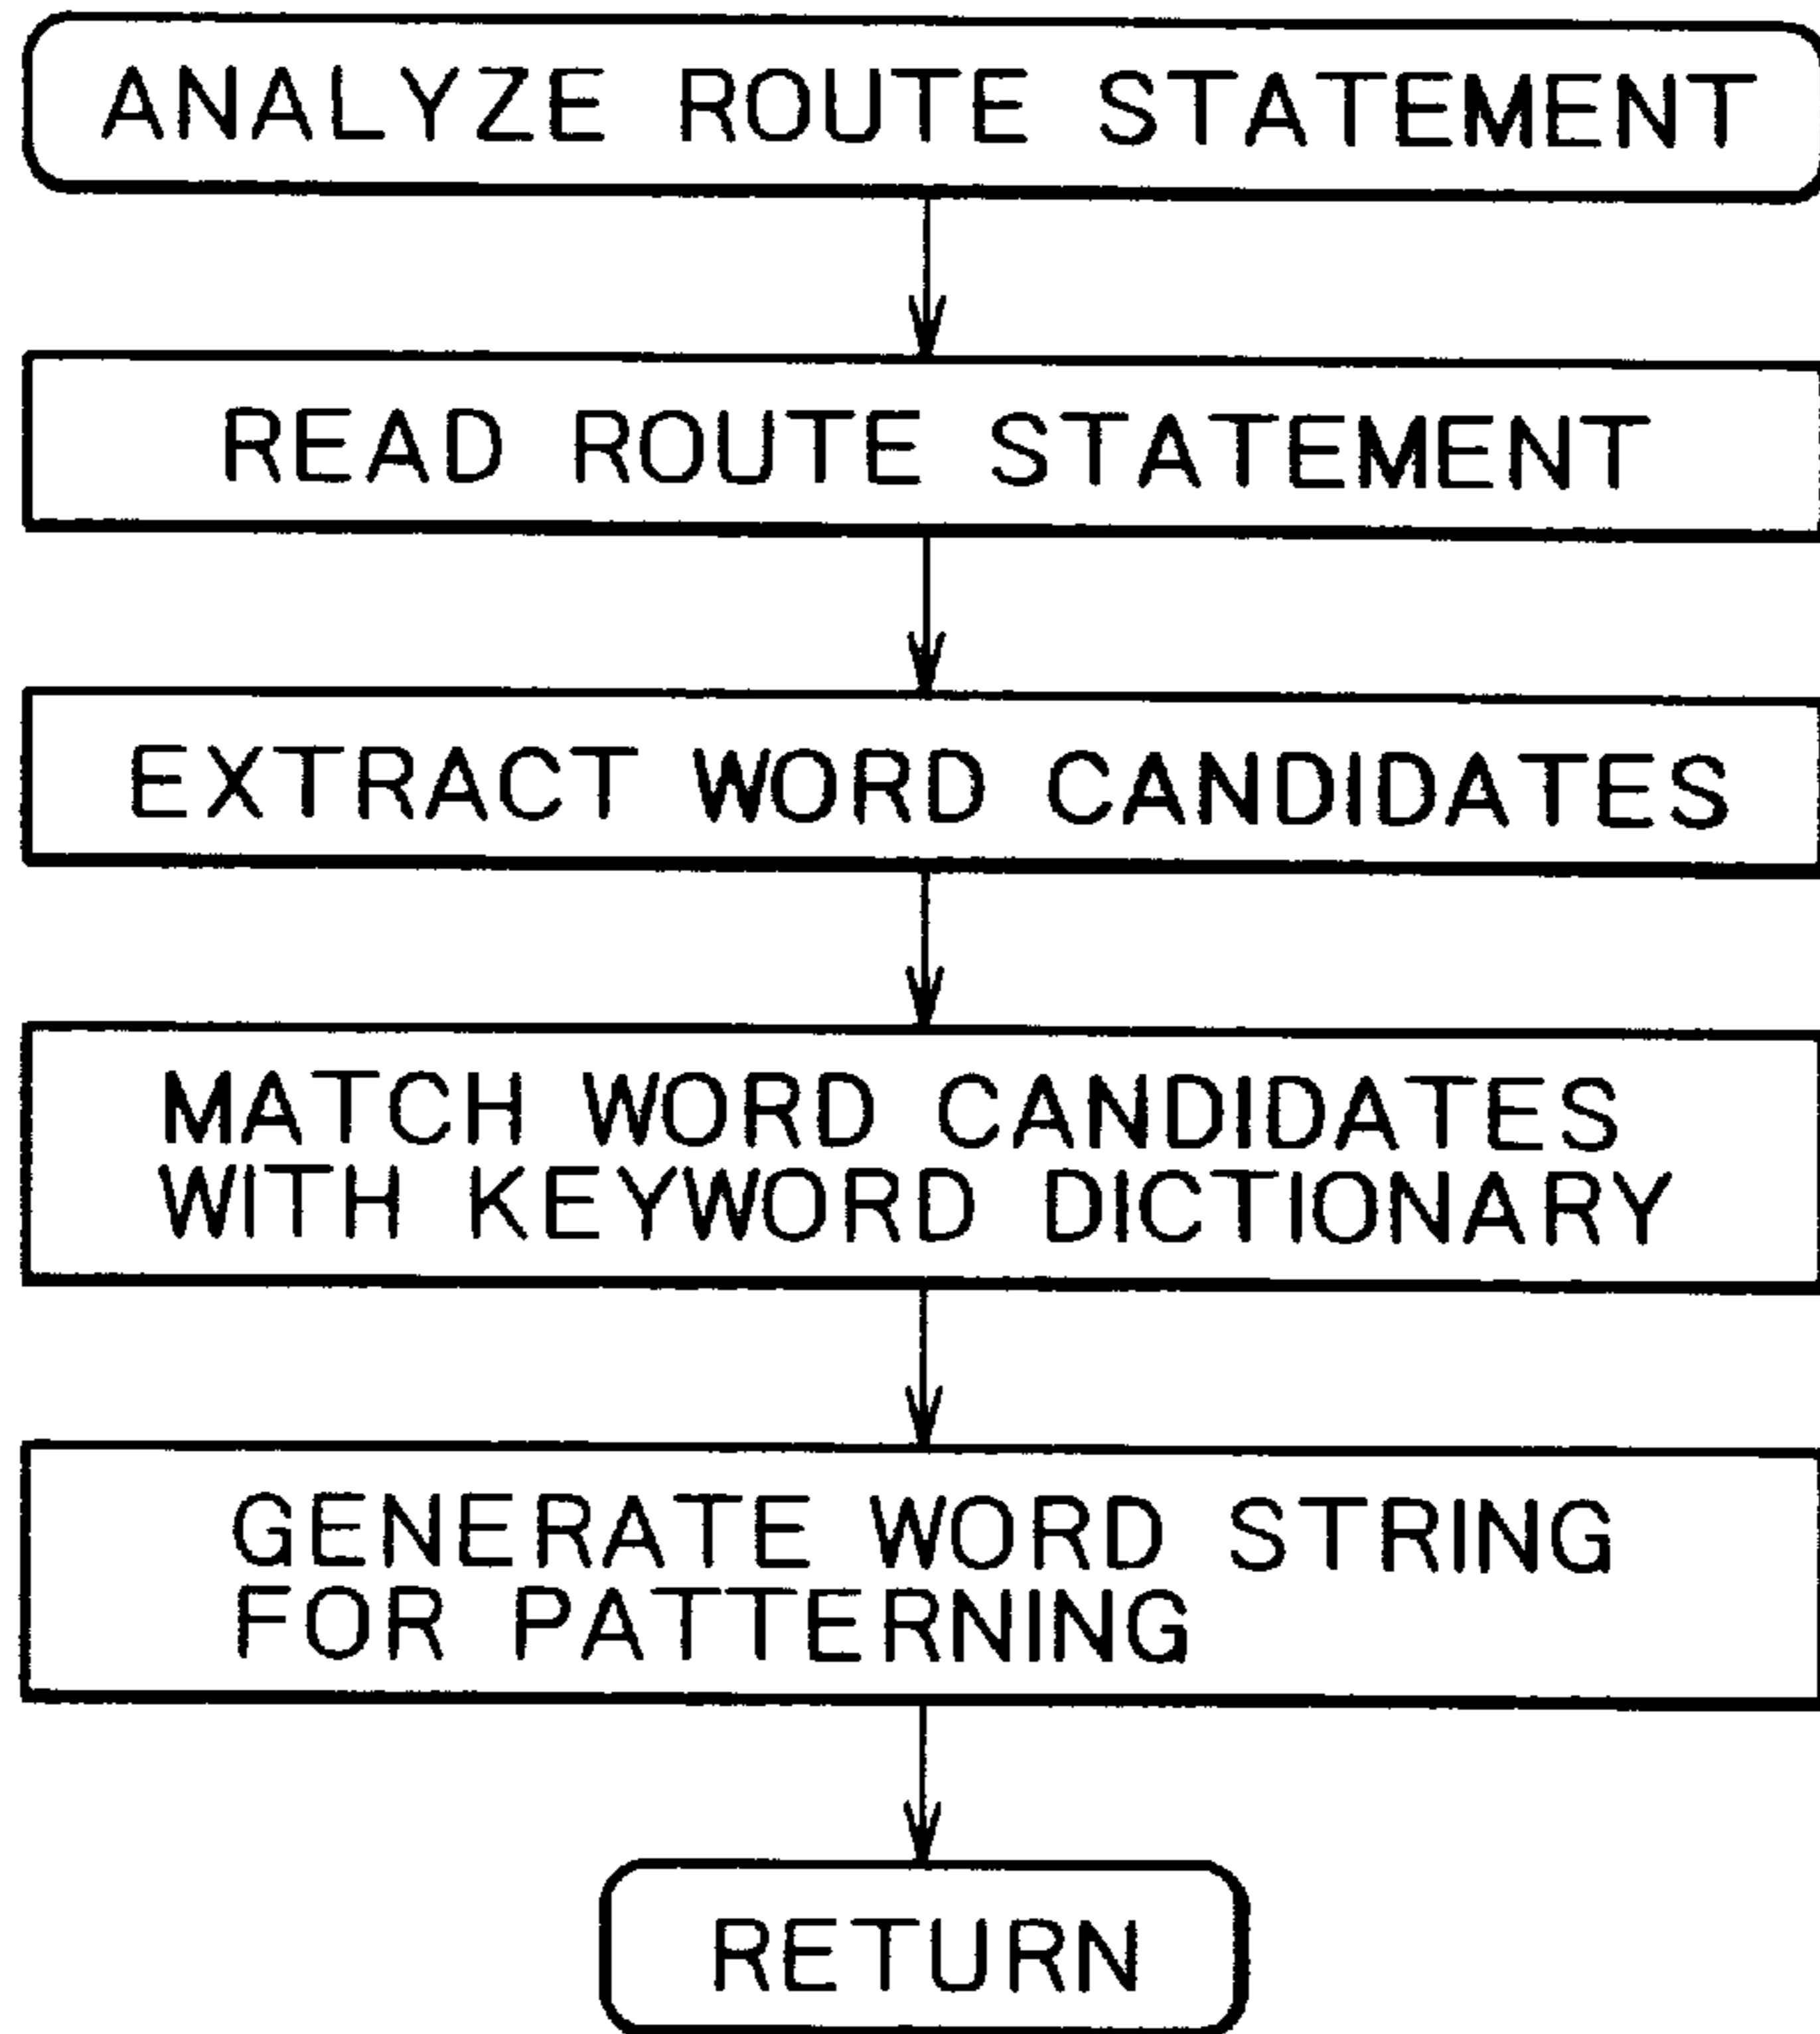 ANALYZE ROUTE STATEMENT
READ ROUTE STATEMENT
EXTRACT WORD CANDIDATES
MATCH WORD CANDIDATES
WITH KEYWORD DICTIONARY
GENERATE WORD STRING
FOR PATTERNING
RETURN